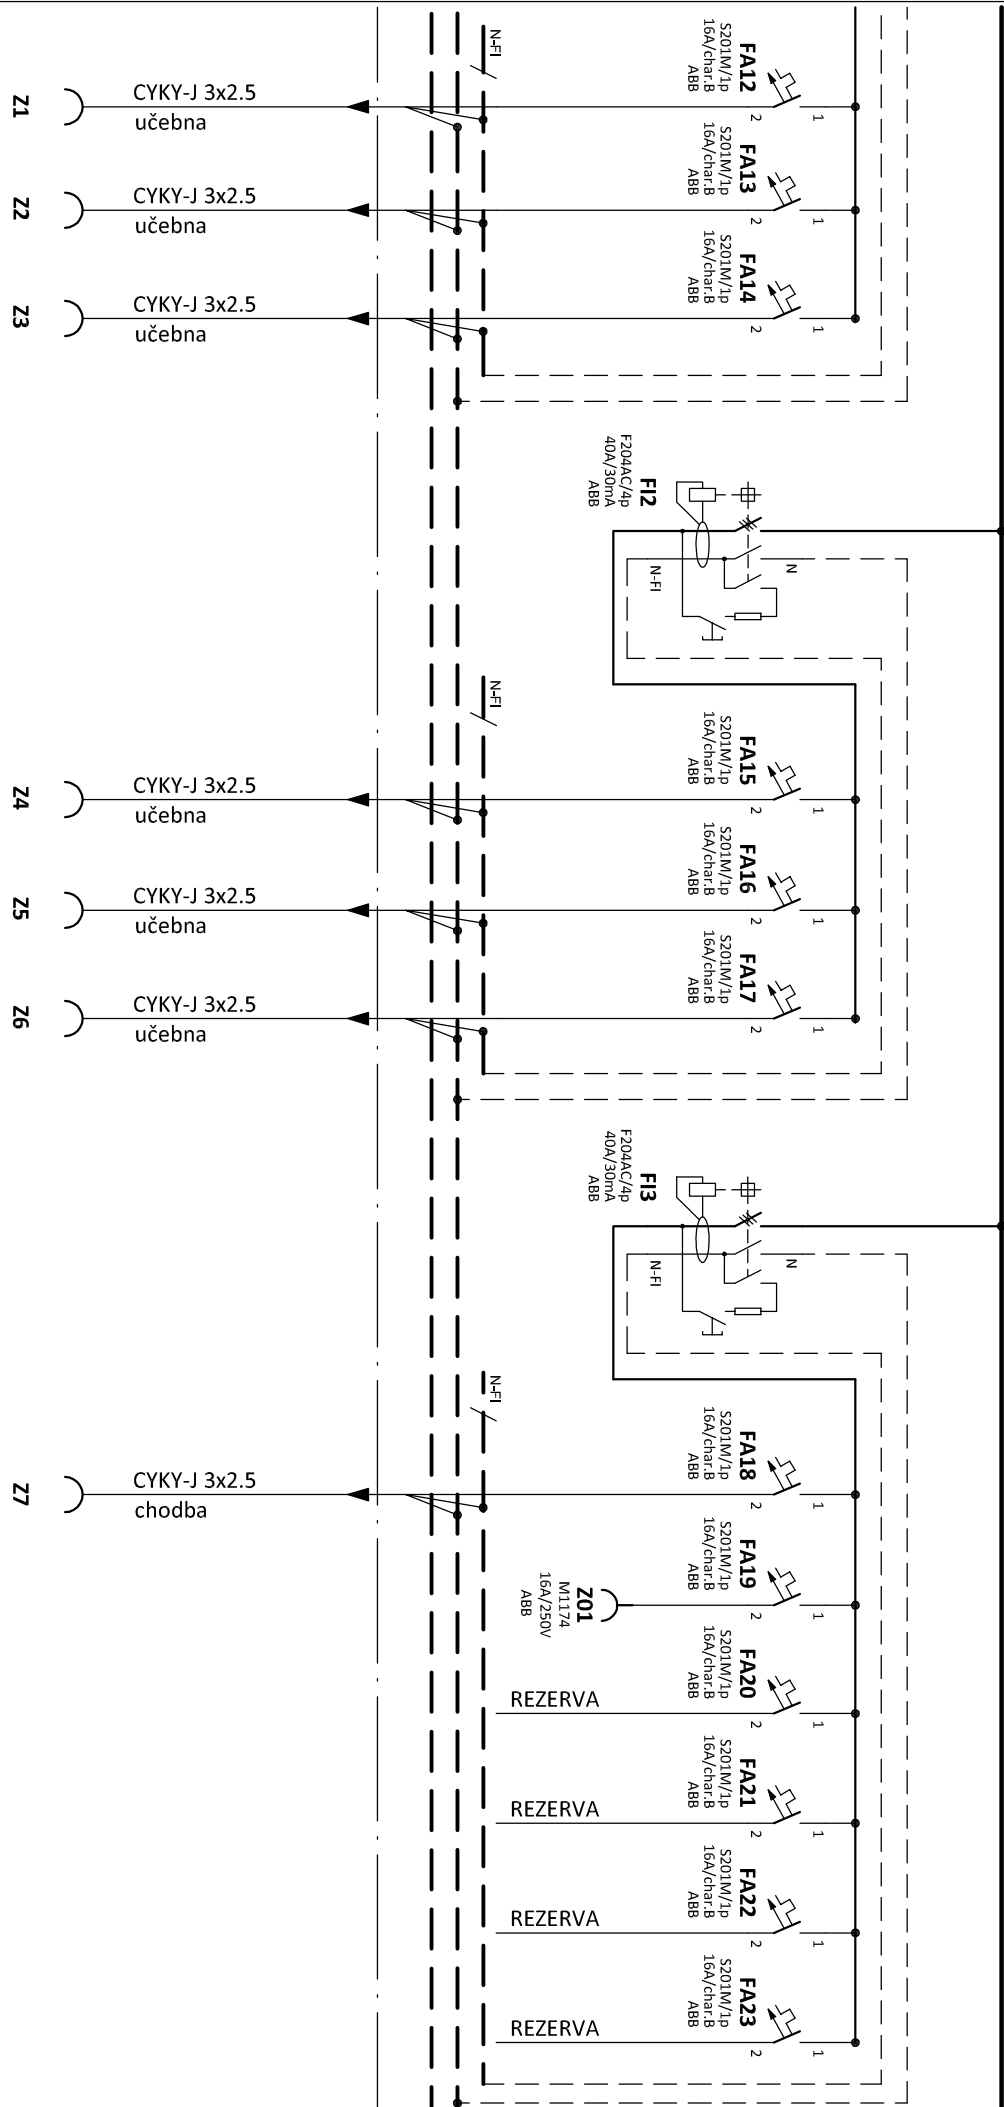 N-FI
FA12
S201M/1p
16A/char.B
ABB
2
1
Z1
CYKY-J 3x2.5
učebna
FA13
S201M/1p
16A/char.B
ABB
2
1
Z2
CYKY-J 3x2.5
učebna
FA14
S201M/1p
16A/char.B
ABB
2
1
Z3
CYKY-J 3x2.5
učebna
FI2
F204AC/4p
40A/30mA
ABB
N
N-FI
N-FI
FA15
S201M/1p
16A/char.B
ABB
2
1
Z4
CYKY-J 3x2.5
učebna
FA16
S201M/1p
16A/char.B
ABB
2
1
Z5
CYKY-J 3x2.5
učebna
FA17
S201M/1p
16A/char.B
ABB
2
1
Z6
CYKY-J 3x2.5
učebna
FI3
F204AC/4p
40A/30mA
ABB
N
N-FI
N-FI
FA18
S201M/1p
16A/char.B
ABB
2
1
Z7
CYKY-J 3x2.5
chodba
FA19
S201M/1p
16A/char.B
ABB
2
1
Z01
M1174
16A/250V
ABB
FA20
S201M/1p
16A/char.B
ABB
2
1
REZERVA
FA21
S201M/1p
16A/char.B
ABB
2
1
REZERVA
FA22
S201M/1p
16A/char.B
ABB
2
1
REZERVA
FA23
S201M/1p
16A/char.B
ABB
2
1
REZERVA